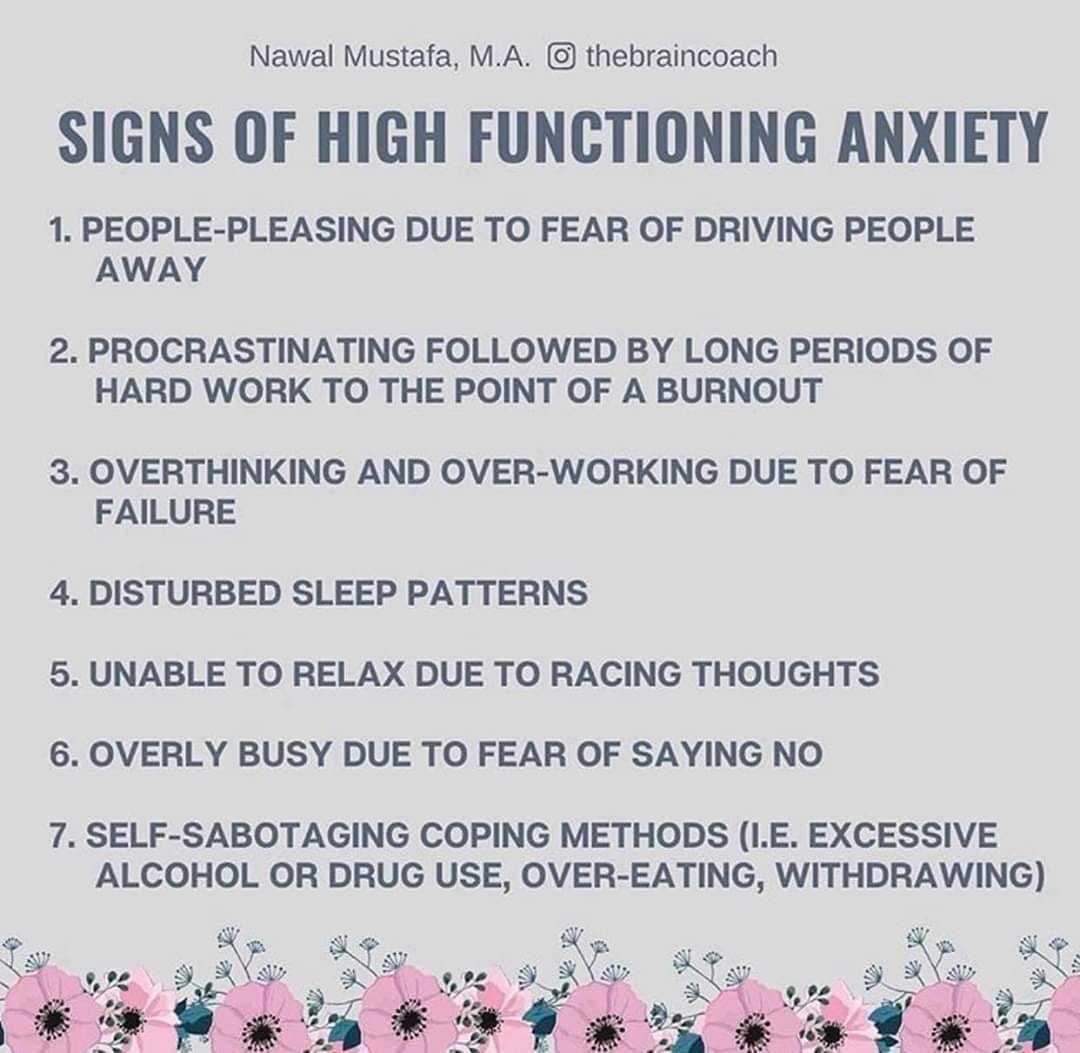 Nawal Mustafa, M.A. thebraincoach
SIGNS OF HIGH FUNCTIONING ANXIETY
1. PEOPLE-PLEASING DUE TO FEAR OF DRIVING PEOPLE
AWAY
2. PROCRASTINATING FOLLOWED BY LONG PERIODS OF
HARD WORK TO THE POINT OF A BURNOUT
3. OVERTHINKING AND OVER-WORKING DUE TO FEAR OF
FAILURE
4. DISTURBED SLEEP PATTERNS
5. UNABLE TO RELAX DUE TO RACING THOUGHTS
6. OVERLY BUSY DUE TO FEAR OF SAYING NO
7. SELF-SABOTAGING COPING METHODS (I.E. EXCESSIVE
ALCOHOL OR DRUG USE, OVER-EATING, WITHDRAWING)